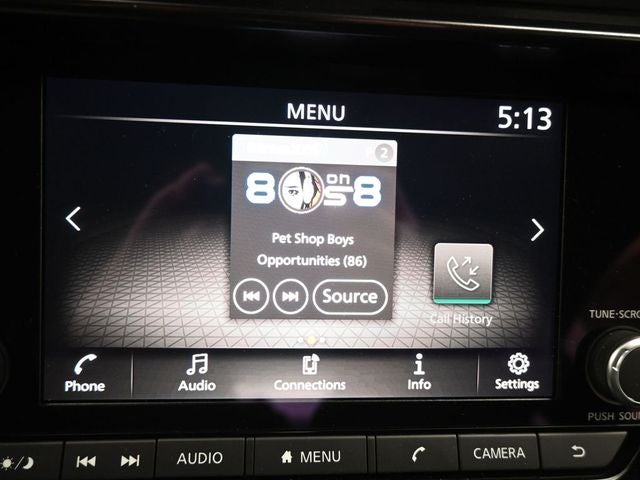 MENU
5:13
2
80s on 8
Pet Shop Boys
Opportunities (86)
Source
Call History
Phone
Audio
Connections
Info
Settings
TUNE·SCRO
PUSH SOUN
AUDIO
MENU
CAMERA